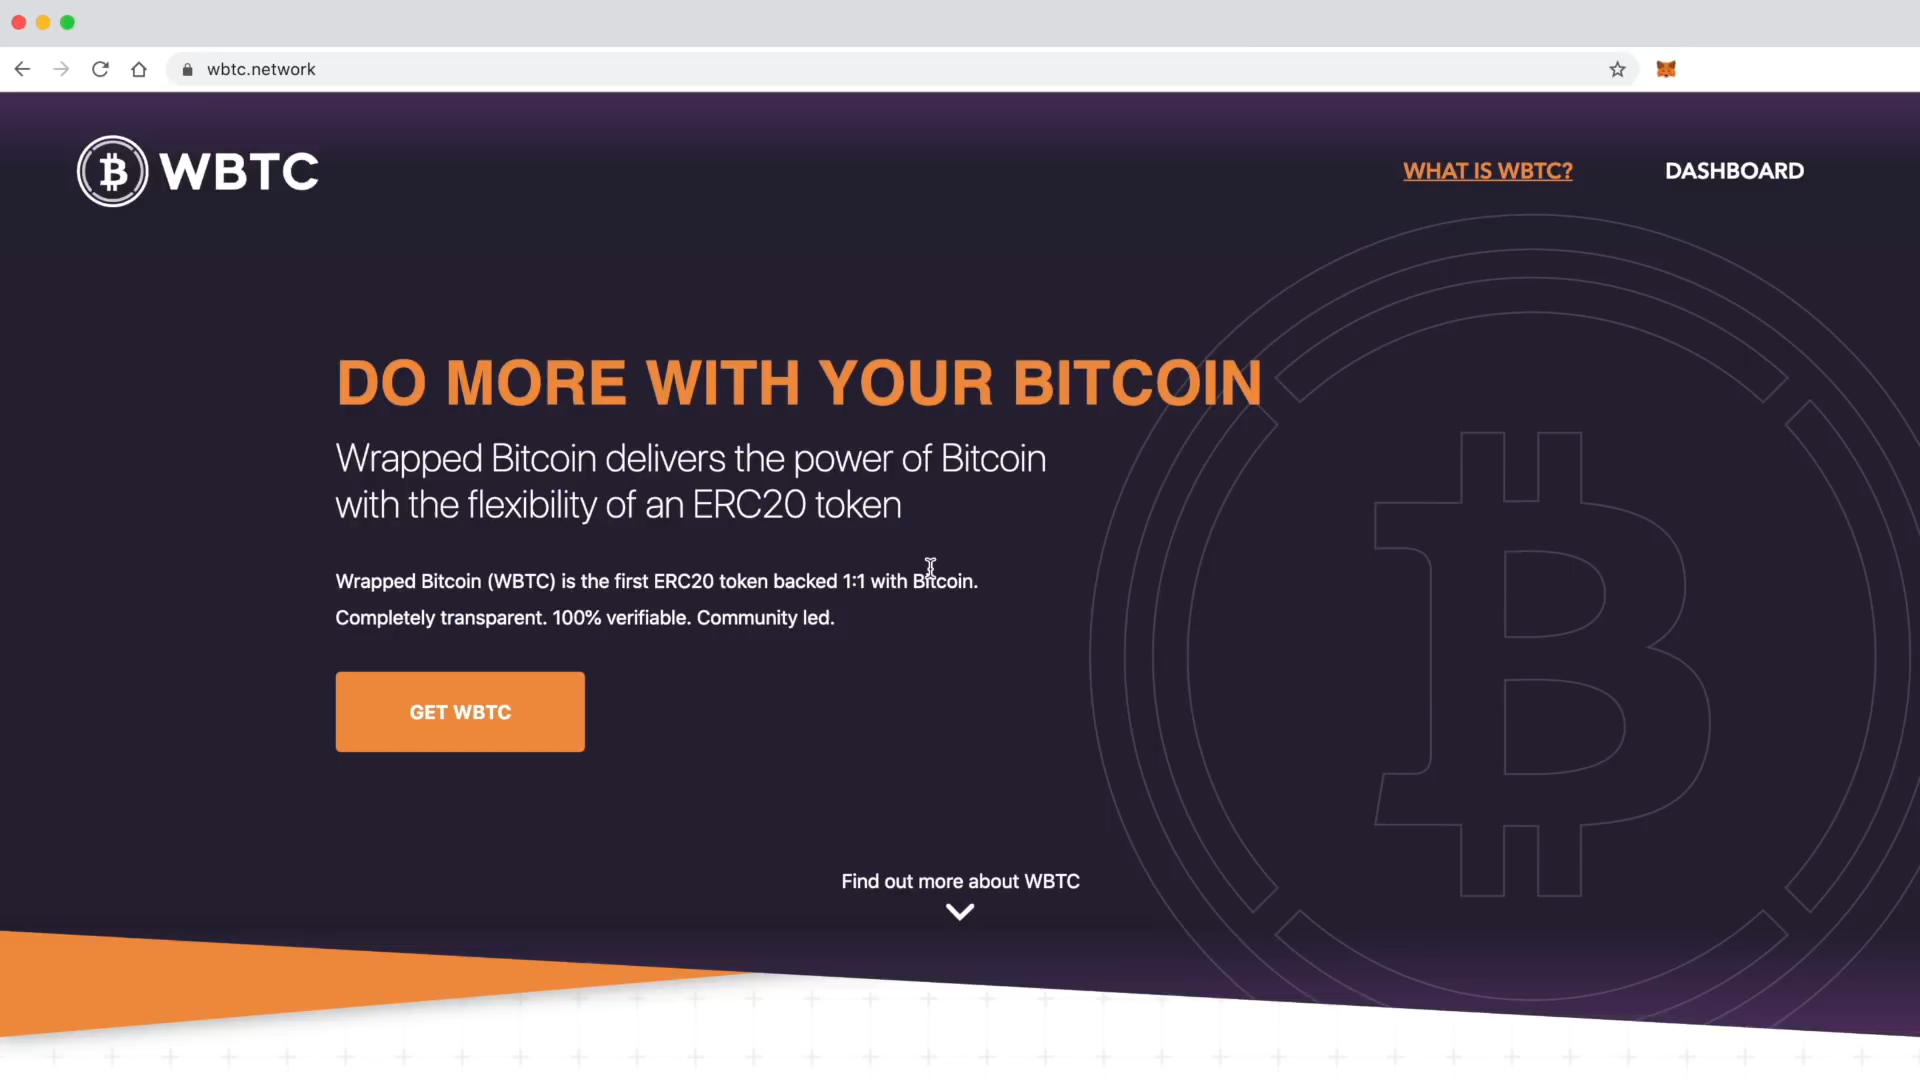 wbtc.network
WBTC
WHAT IS WBTC?
DASHBOARD
DO MORE WITH YOUR BITCOIN
Wrapped Bitcoin delivers the power of Bitcoin
with the flexibility of an ERC20 token
Wrapped Bitcoin (WBTC) is the first ERC20 token backed 1:1 with Bitcoin.
Completely transparent. 100% verifiable. Community led.
GET WBTC
Find out more about WBTC